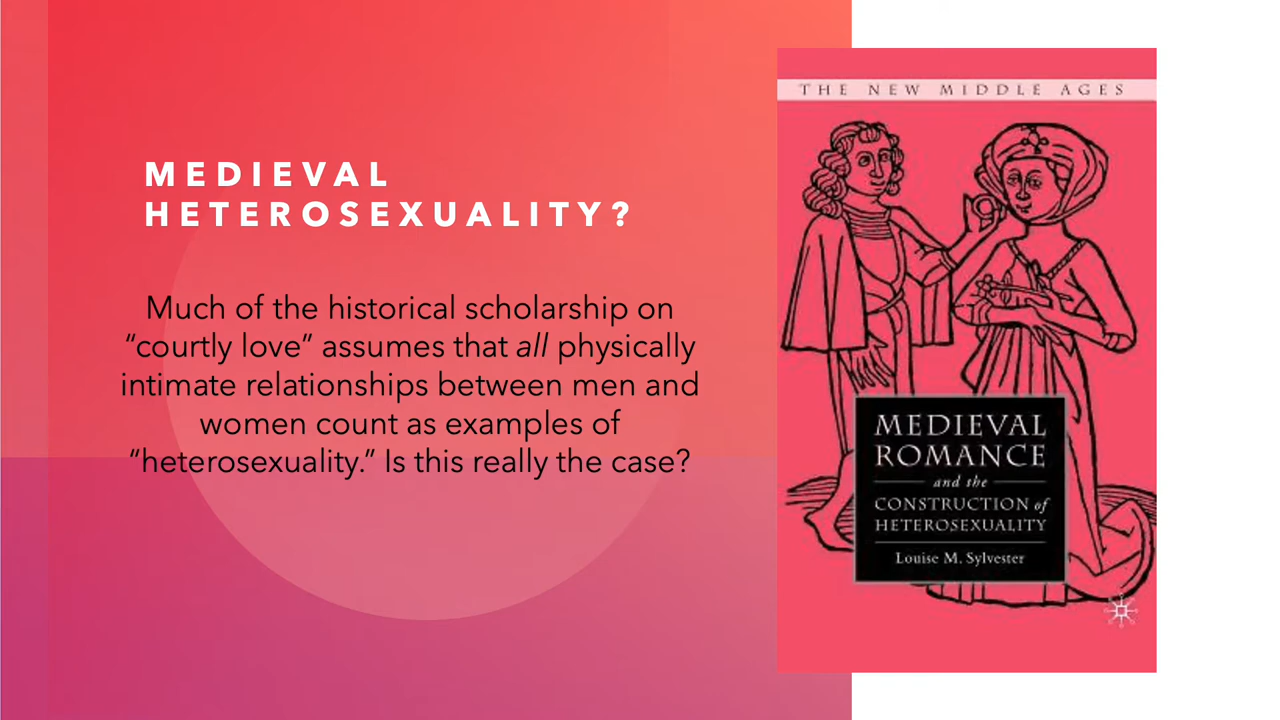 MEDIEVAL
HETEROSEXUALITY?
Much of the historical scholarship on
“courtly love” assumes that all physically
intimate relationships between men and
women count as examples of
“heterosexuality.” Is this really the case?
THE NEW MIDDLE AGES
MEDIEVAL
ROMANCE
and the
CONSTRUCTION of
HETEROSEXUALITY
Louise M. Sylvester